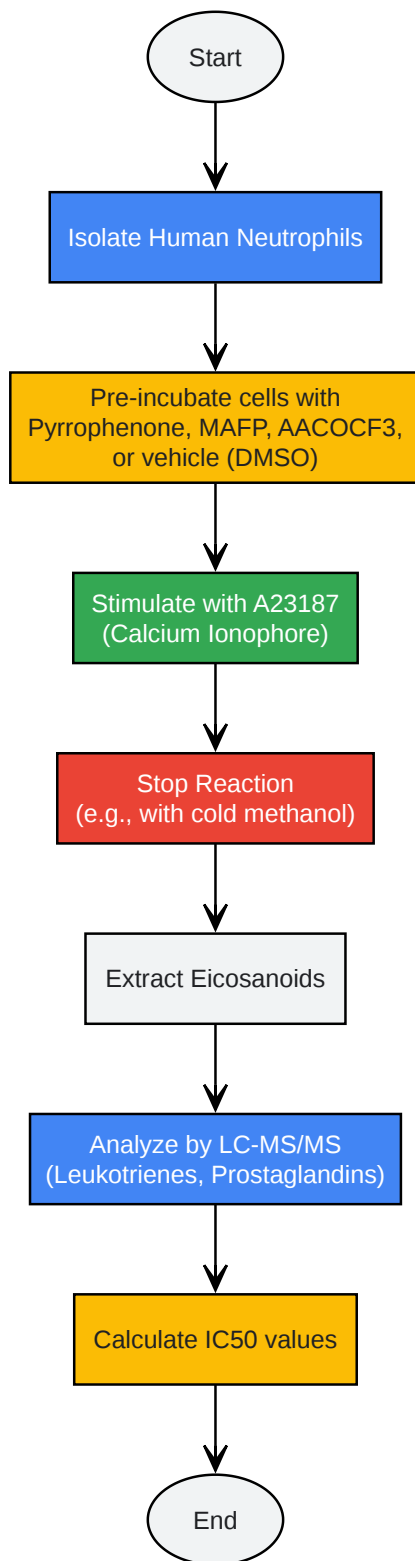 Start
Isolate Human Neutrophils
Pre-incubate cells with
Pyrrophenone, MAFP, AACOCF3,
or vehicle (DMSO)
Stimulate with A23187
(Calcium Ionophore)
Stop Reaction
(e.g., with cold methanol)
Extract Eicosanoids
Analyze by LC-MS/MS
(Leukotrienes, Prostaglandins)
Calculate IC50 values
End